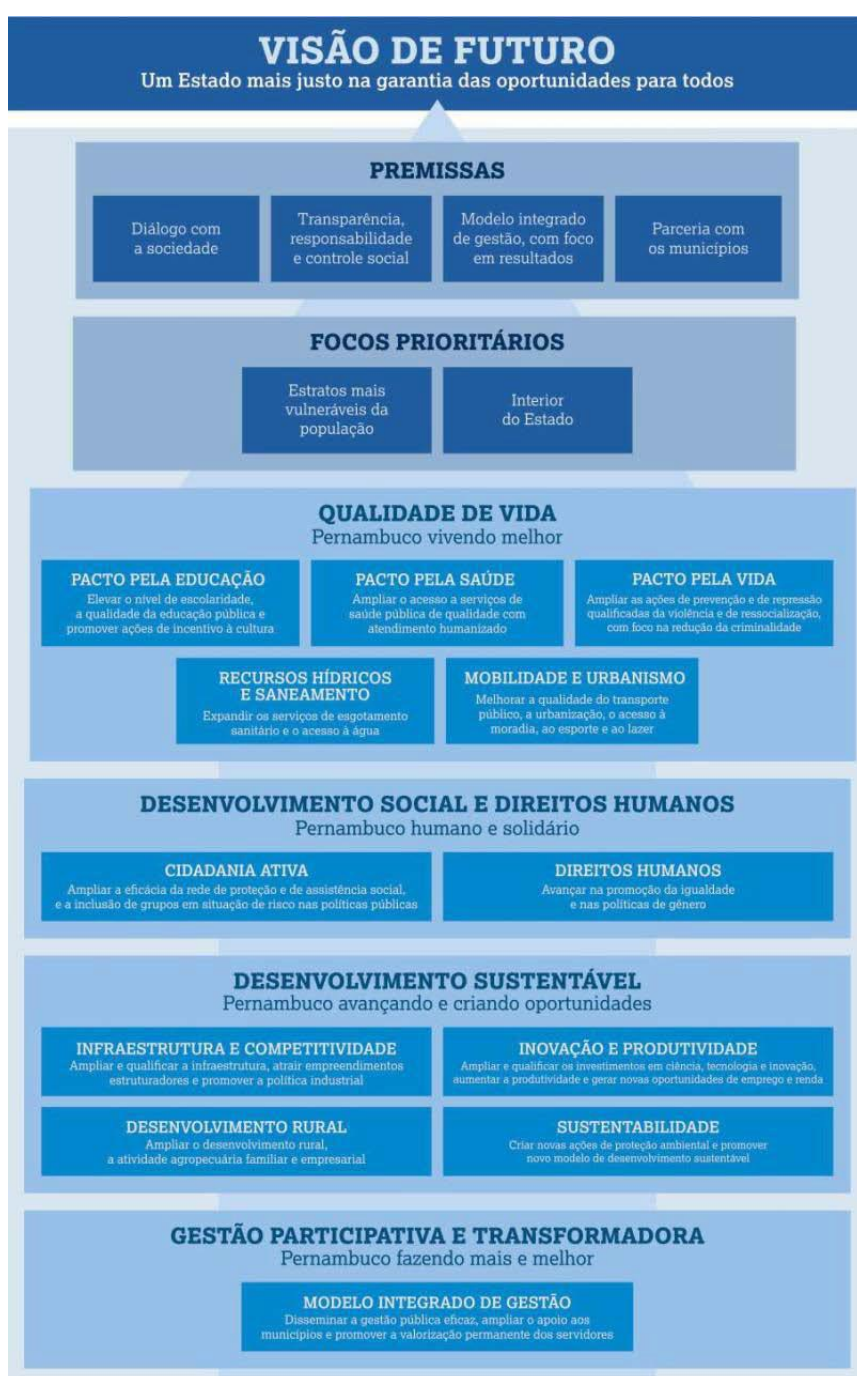 VISÃO DE FUTURO
Um Estado mais justo na garantia das oportunidades para todos
PREMISSAS
Diálogo com
a sociedade
Transparência,
responsabilidade
e controle social
Modelo integrado
de gestão, com foco
em resultados
Parceria com
os municípios
FOCOS PRIORITÁRIOS
Estratos mais
vulneráveis da
população
Interior
do Estado
QUALIDADE DE VIDA
Pernambuco vivendo melhor
PACTO PELA EDUCAÇÃO
Elevar o nível de escolaridade,
a qualidade da educação pública e
promover ações de incentivo à cultura
PACTO PELA SAÚDE
Ampliar o acesso a serviços de
saúde pública de qualidade com
atendimento humanizado
PACTO PELA VIDA
Ampliar as ações de prevenção e de repressão
qualificadas da violência e de ressocialização,
com foco na redução da criminalidade
RECURSOS HÍDRICOS
E SANEAMENTO
Expandir os serviços de esgotamento
sanitário e o acesso à água
MOBILIDADE E URBANISMO
Melhorar a qualidade do transporte
público, a urbanização, o acesso à
moradia, ao esporte e ao lazer
DESENVOLVIMENTO SOCIAL E DIREITOS HUMANOS
Pernambuco humano e solidário
CIDADANIA ATIVA
Ampliar a eficácia da rede de proteção e de assistência social,
e a inclusão de grupos em situação de risco nas políticas públicas
DIREITOS HUMANOS
Avançar na promoção da igualdade
e nas políticas de gênero
DESENVOLVIMENTO SUSTENTÁVEL
Pernambuco avançando e criando oportunidades
INFRAESTRUTURA E COMPETITIVIDADE
Ampliar e qualificar a infraestrutura, atrair empreendimentos
estruturadores e promover a política industrial
INOVAÇÃO E PRODUTIVIDADE
Ampliar e qualificar os investimentos em ciência, tecnologia e inovação,
aumentar a produtividade e gerar novas oportunidades de emprego e renda
DESENVOLVIMENTO RURAL
Ampliar o desenvolvimento rural,
a atividade agropecuária familiar e empresarial
SUSTENTABILIDADE
Criar novas ações de proteção ambiental e promover
novo modelo de desenvolvimento sustentável
GESTÃO PARTICIPATIVA E TRANSFORMADORA
Pernambuco fazendo mais e melhor
MODELO INTEGRADO DE GESTÃO
Disseminar a gestão pública eficaz, ampliar o apoio aos
municípios e promover a valorização permanente dos servidores